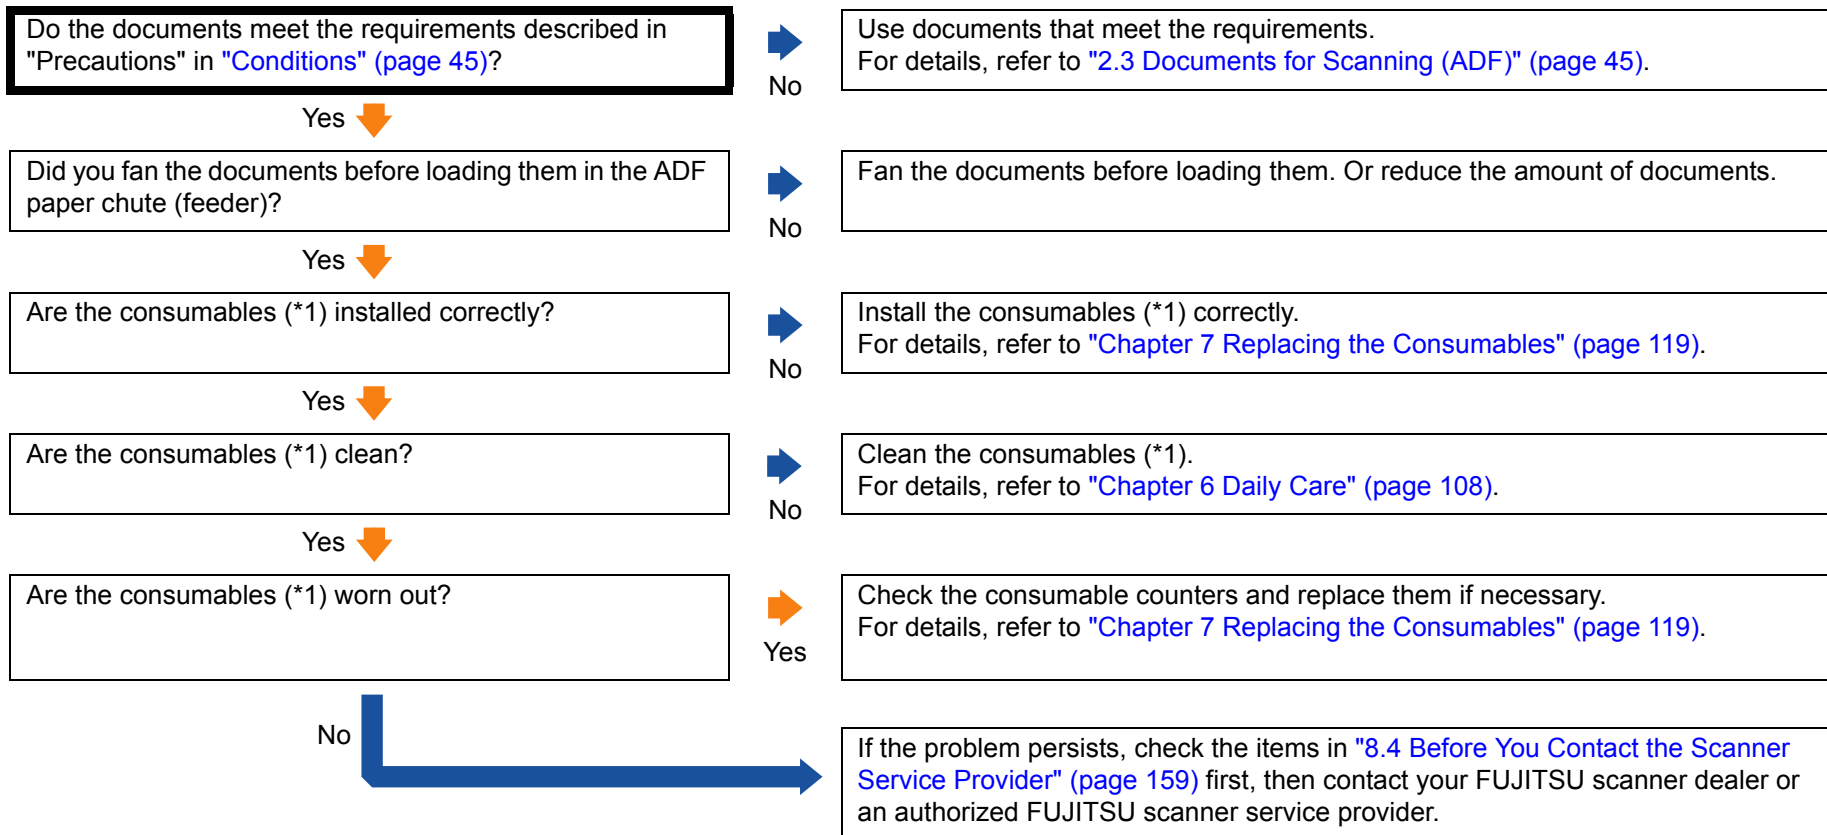 Do the documents meet the requirements described in
"Precautions" in "Conditions" (page 45)?
No
Use documents that meet the requirements.
For details, refer to "2.3 Documents for Scanning (ADF)" (page 45).
Yes
Did you fan the documents before loading them in the ADF
paper chute (feeder)?
No
Fan the documents before loading them. Or reduce the amount of documents.
Yes
Are the consumables (*1) installed correctly?
No
Install the consumables (*1) correctly.
For details, refer to "Chapter 7 Replacing the Consumables" (page 119).
Yes
Are the consumables (*1) clean?
No
Clean the consumables (*1).
For details, refer to "Chapter 6 Daily Care" (page 108).
Yes
Are the consumables (*1) worn out?
Yes
Check the consumable counters and replace them if necessary.
For details, refer to "Chapter 7 Replacing the Consumables" (page 119).
No
If the problem persists, check the items in "8.4 Before You Contact the Scanner
Service Provider" (page 159) first, then contact your FUJITSU scanner dealer or
an authorized FUJITSU scanner service provider.